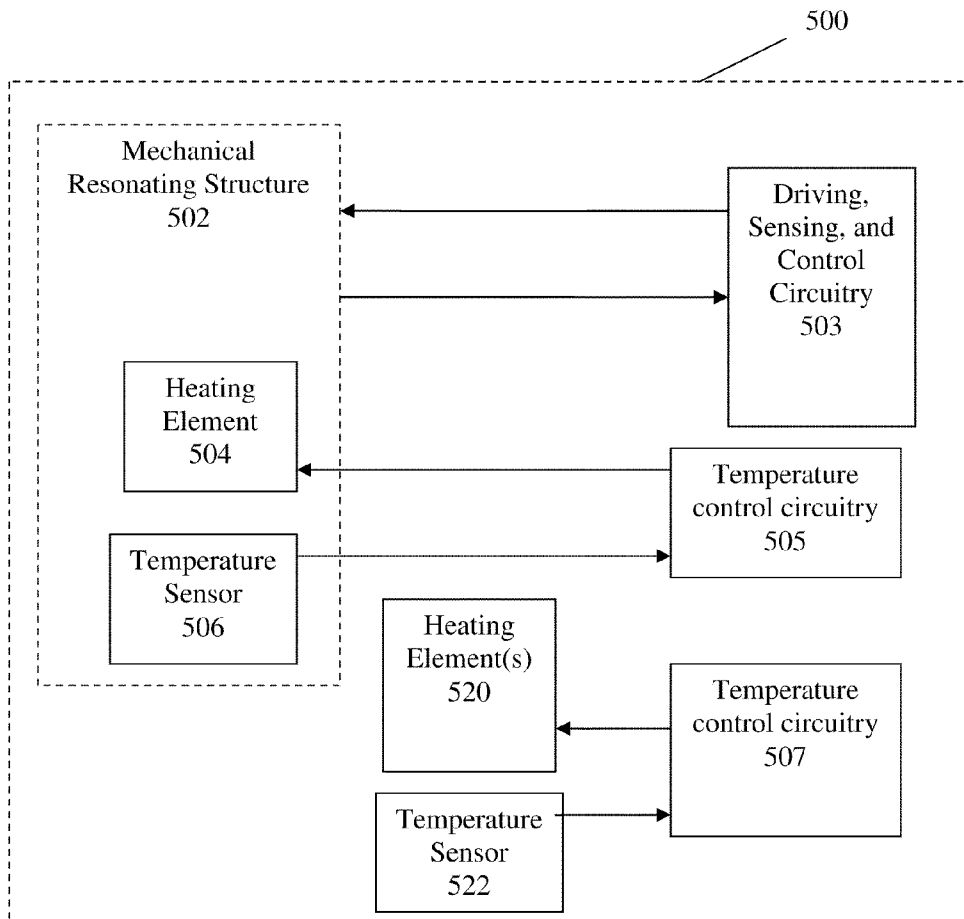 500
Mechanical
Resonating Structure
502
Driving,
Sensing, and
Control
Circuitry
503
Heating
Element
504
Temperature
control circuitry
505
Temperature
Sensor
506
Heating
Element(s)
520
Temperature
control circuitry
507
Temperature
Sensor
522